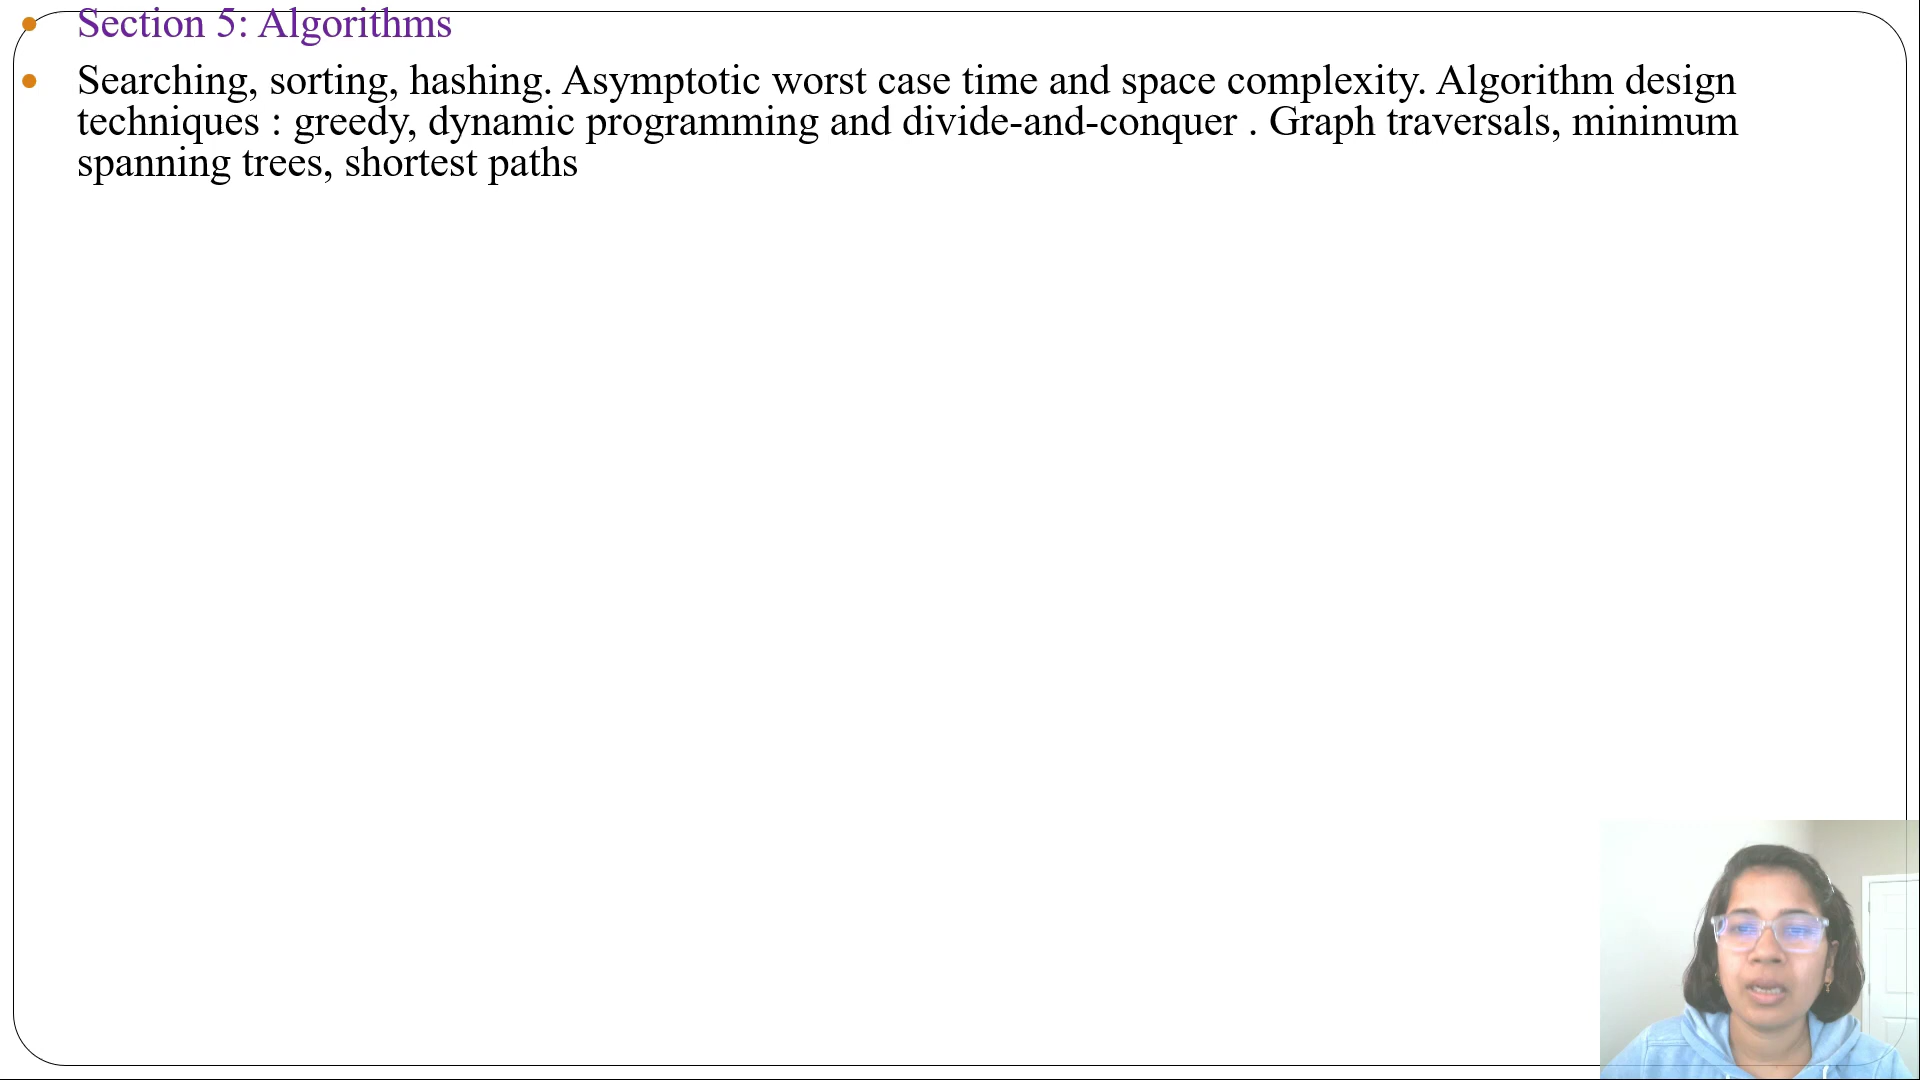 Section 5: Algorithms
Searching, sorting, hashing. Asymptotic worst case time and space complexity. Algorithm design
techniques : greedy, dynamic programming and divide-and-conquer . Graph traversals, minimum
spanning trees, shortest paths